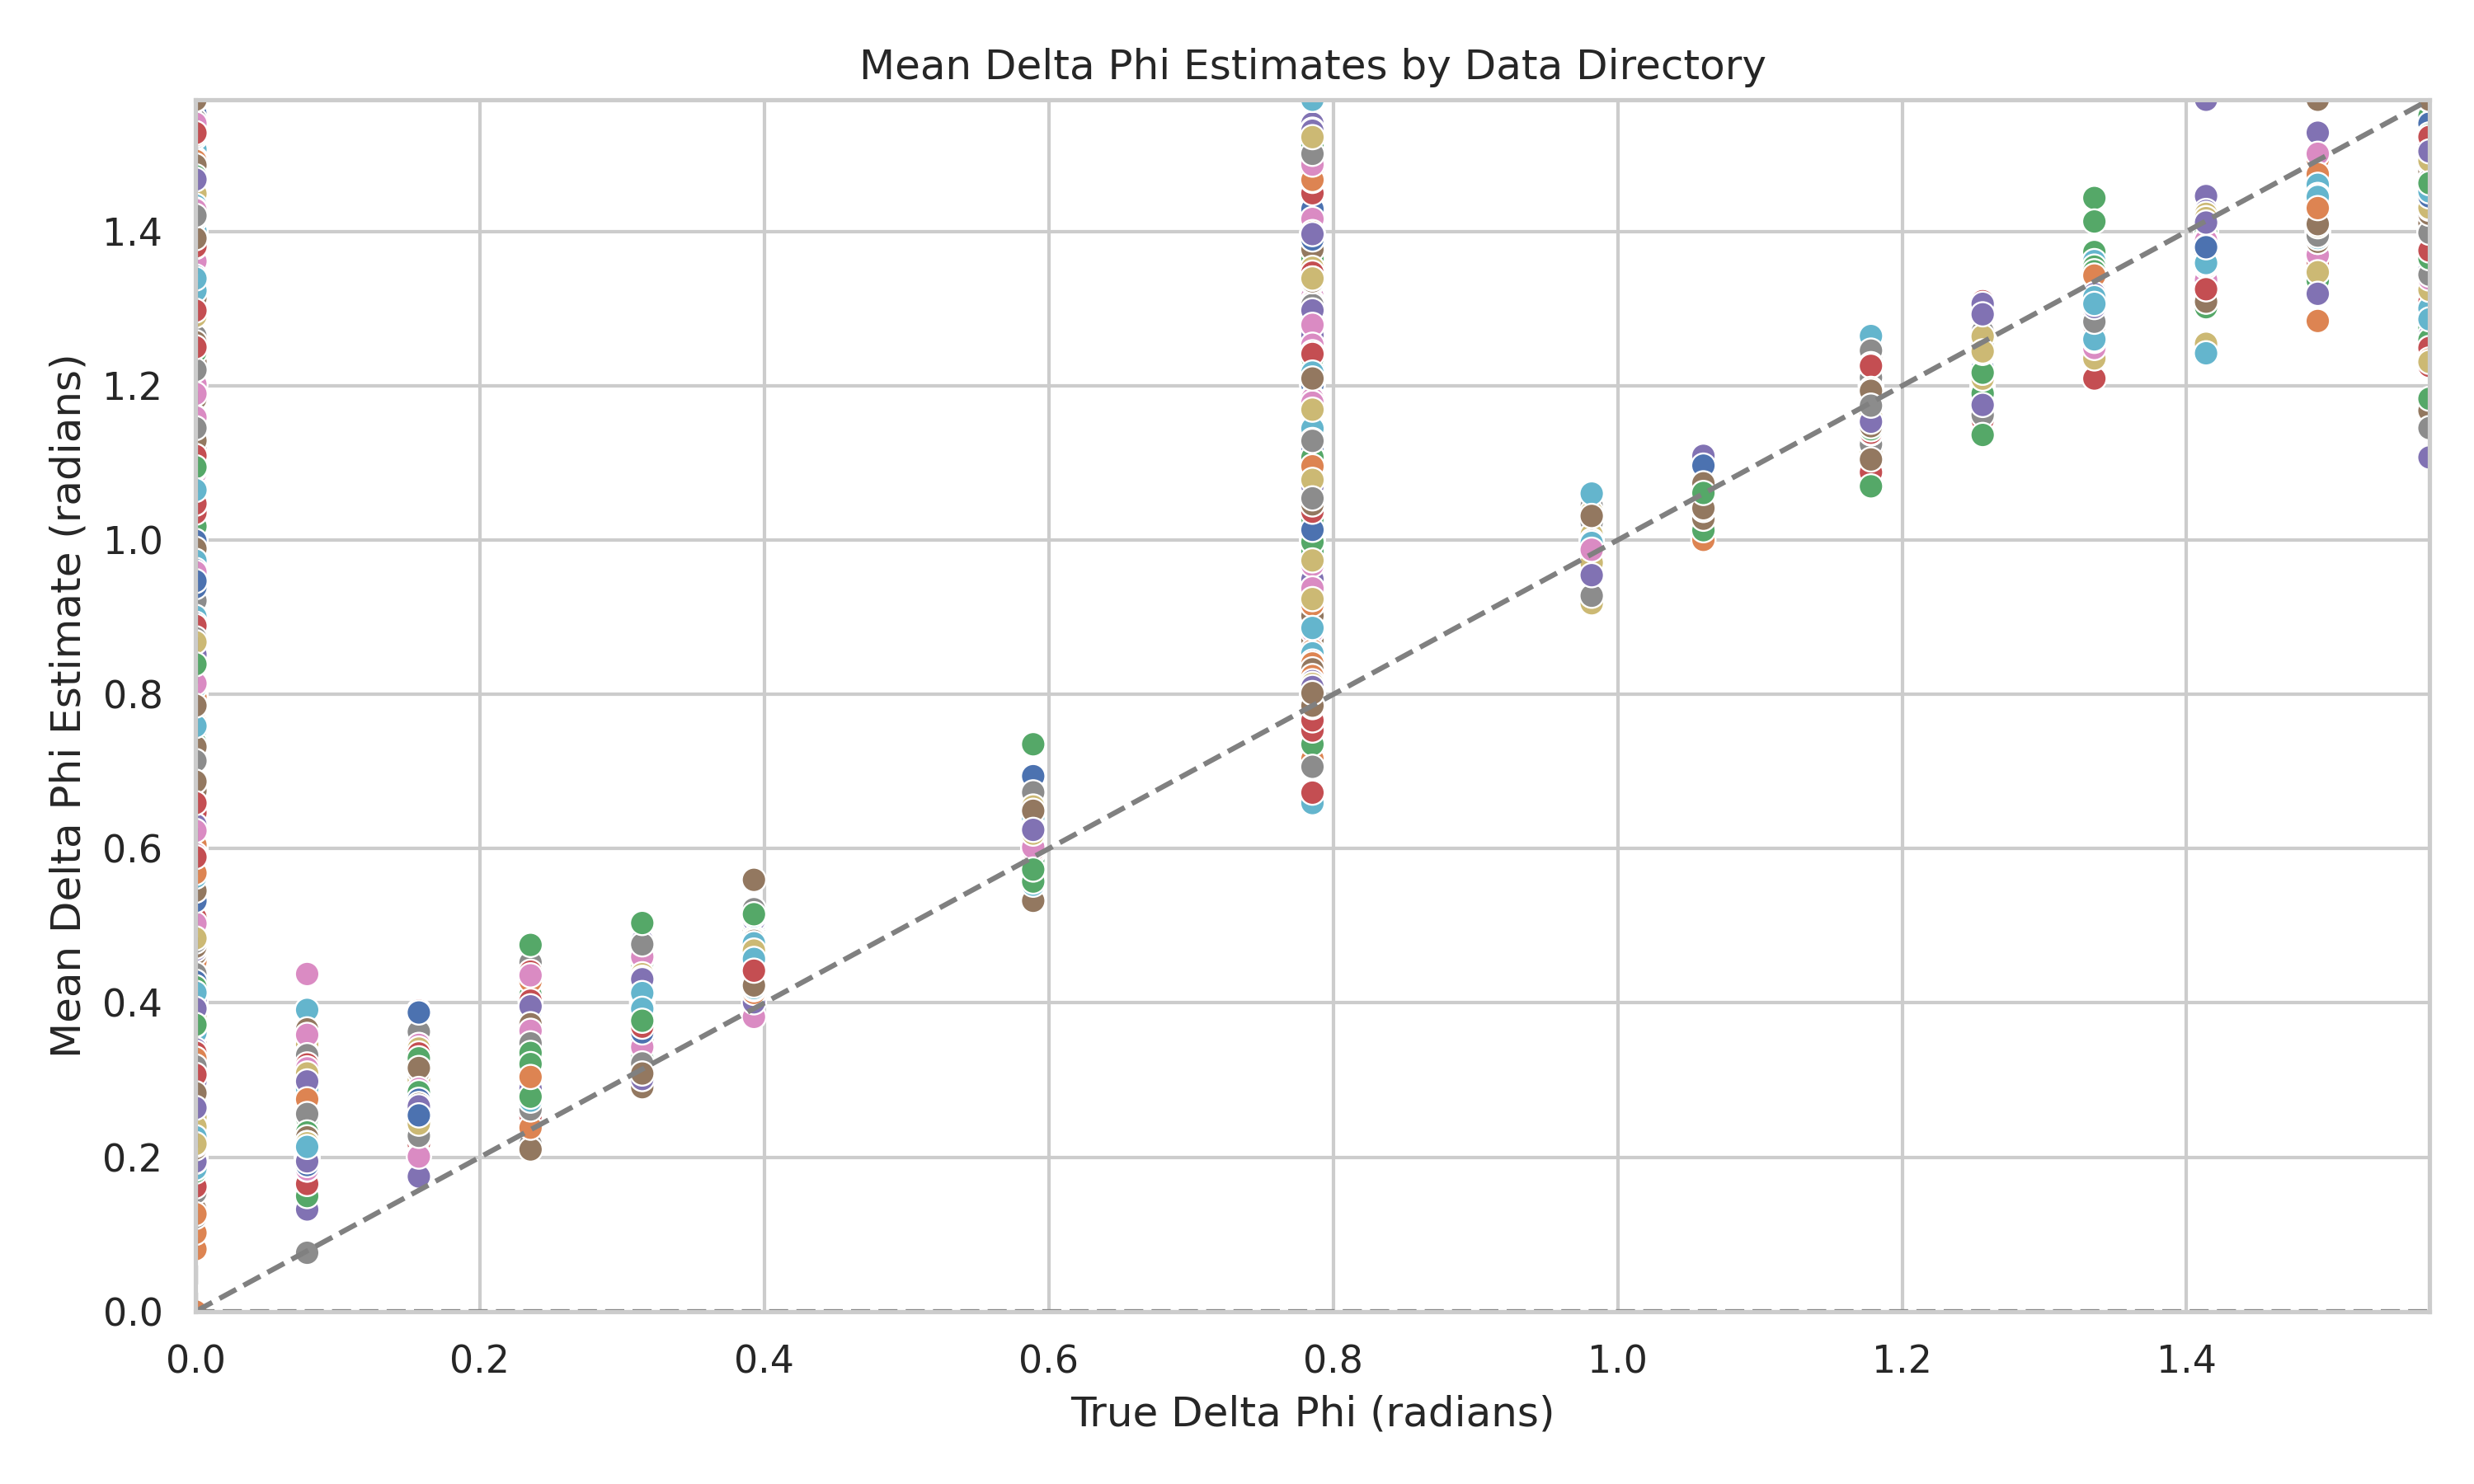 Mean Delta Phi Estimates by Data Directory
Mean Delta Phi Estimate (radians)
1.4
1.2
1.0
0.8
0.6
0.4
0.2
0.0
0.0 0.2 0.4 0.6 0.8 1.0 1.2 1.4
True Delta Phi (radians)